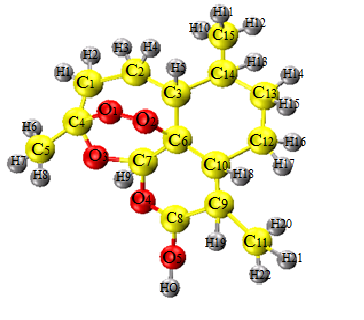 H11
H10 H12
C15
H3 H4
H2 H5 H13
H1 C2 C14 H14
C1 C3 C13
H15
O1 O2
H6 C4 C6 C12 H16
C5 O3 C7 C10 H17
H7 H8 H9 H18
O4 C9
C8 H20
H19 C11
O5 H21
H22
HO